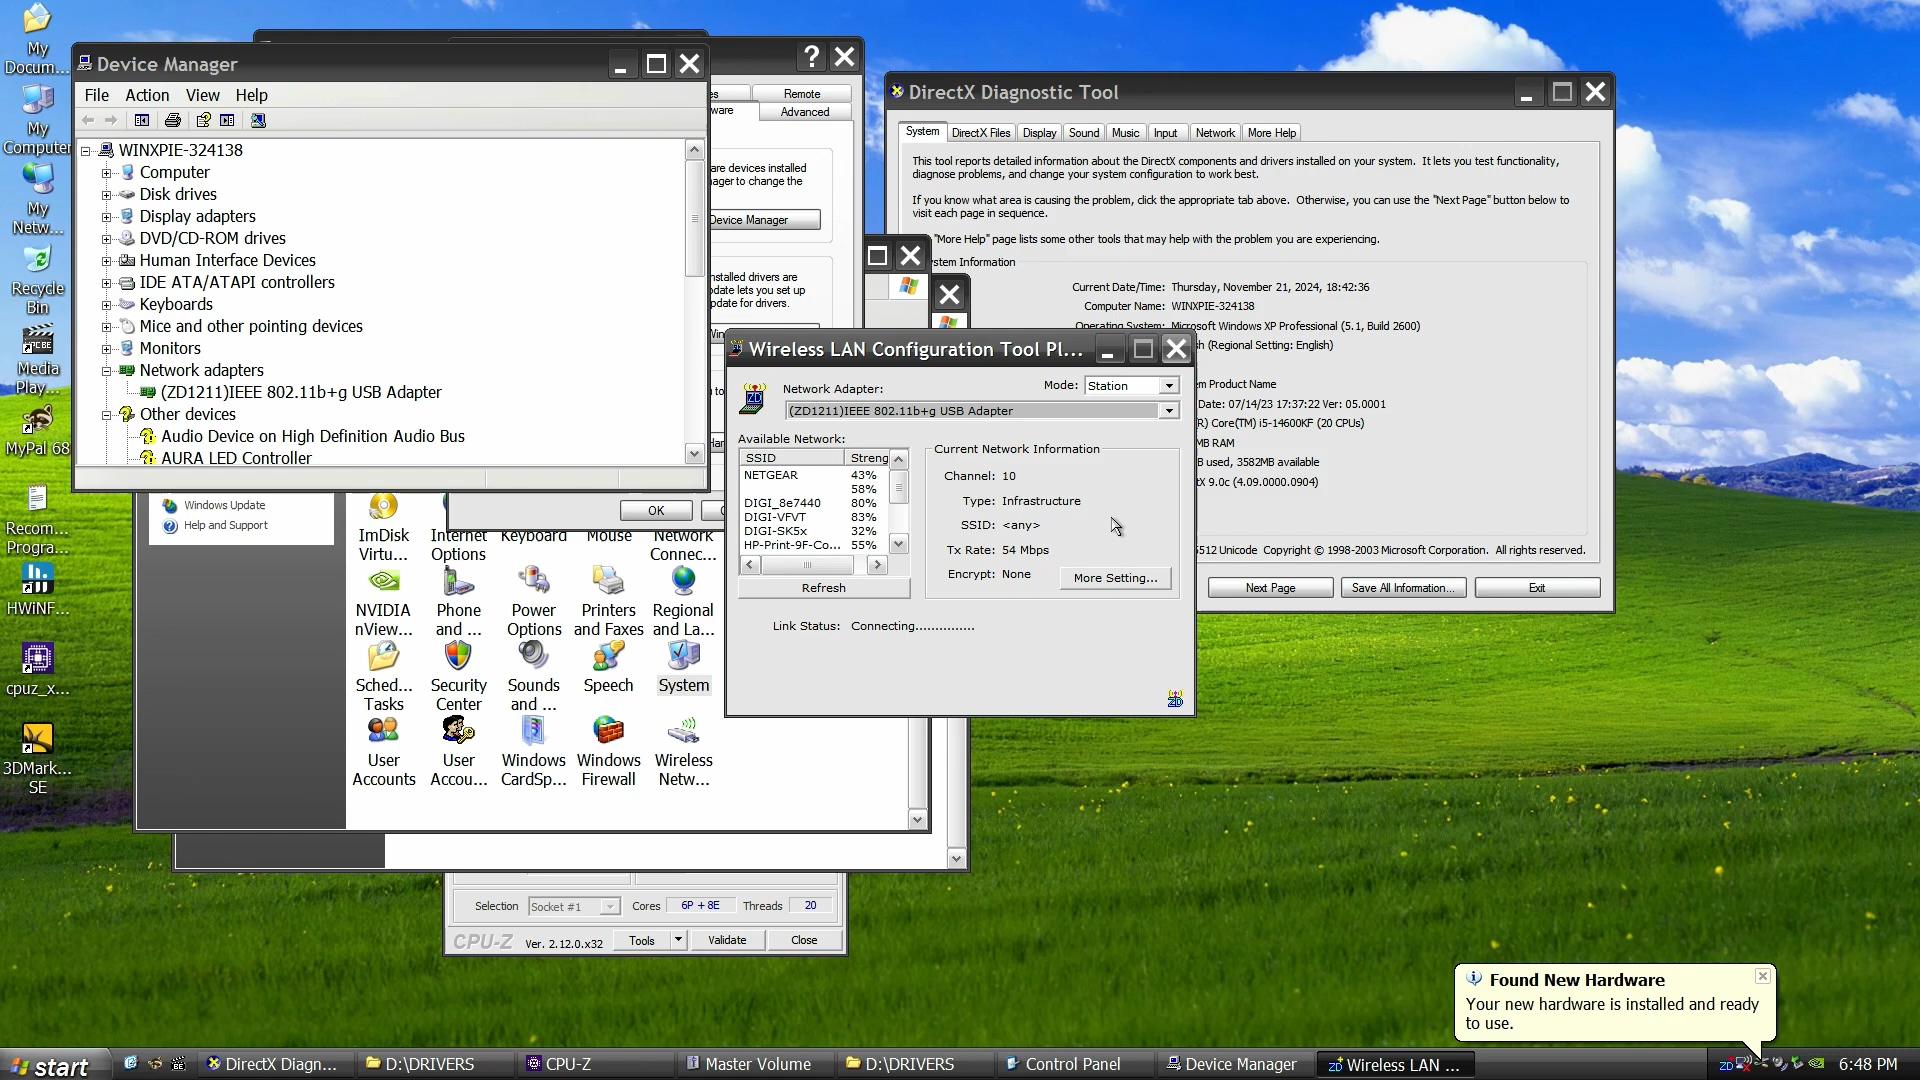 My
Docum...
My
Computer
My
Netw...
Recycle
Bin
Media
Play...
MyPal 68
Recom...
Progra...
HWiNF...
cpuz_x...
3DMark...
SE
Device Manager
File Action View Help
WINXPIE-324138
Computer
Disk drives
Display adapters
DVD/CD-ROM drives
Human Interface Devices
IDE ATA/ATAPI controllers
Keyboards
Mice and other pointing devices
Monitors
Network adapters
(ZD1211)IEEE 802.11b+g USB Adapter
Other devices
Audio Device on High Definition Audio Bus
AURA LED Controller
Remote
Advanced
are devices installed
ager to change the
Device Manager
nstalled drivers are
pdate lets you set up
pdate for drivers.
OK
DirectX Diagnostic Tool
System DirectX Files Display Sound Music Input Network More Help
This tool reports detailed information about the DirectX components and drivers installed on your system. It lets you test functionality,
diagnose problems, and change your system configuration to work best.
If you know what area is causing the problem, click the appropriate tab above. Otherwise, you can use the "Next Page" button below to
visit each page in sequence.
"More Help" page lists some other tools that may help with the problem you are experiencing.
stem Information
Current Date/Time: Thursday, November 21, 2024, 18:42:36
Computer Name: WINXPIE-324138
Operating System: Microsoft Windows XP Professional (5.1, Build 2600)
sh (Regional Setting: English)
m Product Name
Date: 07/14/23 17:37:22 Ver: 05.0001
R) Core(TM) i5-14600KF (20 CPUs)
MB RAM
B used, 3582MB available
tX 9.0c (4.09.0000.0904)
5512 Unicode Copyright © 1998-2003 Microsoft Corporation. All rights reserved.
Next Page Save All Information... Exit
Wireless LAN Configuration Tool Pl...
Network Adapter:
Mode: Station
(ZD1211)IEEE 802.11b+g USB Adapter
Available Network:
SSID Streng
NETGEAR 43%
58%
DIGI_8e7440 80%
DIGI-VFVT 83%
DIGI-SK5x 32%
HP-Print-9F-Co... 55%
Refresh
Current Network Information
Channel: 10
Type: Infrastructure
SSID: <any>
Tx Rate: 54 Mbps
Encrypt: None
More Setting...
Link Status: Connecting..............
ZD
Windows Update
Help and Support
ImDisk
Virtu...
Internet
Options
Keyboard
Mouse
Network
Connec...
NVIDIA
nView...
Phone
and ...
Power
Options
Printers
and Faxes
Regional
and La...
Sched...
Tasks
Security
Center
Sounds
and ...
Speech
System
User
Accounts
User
Accou...
Windows
CardSp...
Windows
Firewall
Wireless
Netw...
Selection Socket #1 Cores 6P + 8E Threads 20
CPU-Z Ver. 2.12.0.x32 Tools Validate Close
Found New Hardware
Your new hardware is installed and ready
to use.
start
DirectX Diagn...
D:\DRIVERS
CPU-Z
Master Volume
D:\DRIVERS
Control Panel
Device Manager
Wireless LAN ...
6:48 PM